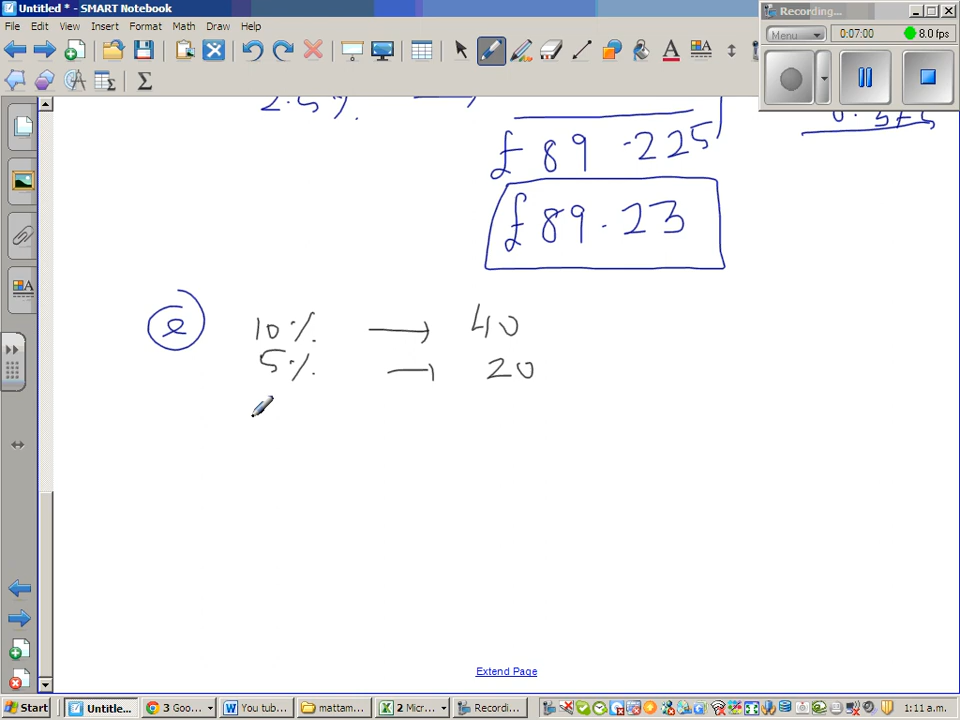 Untitled * - SMART Notebook
File Edit View Insert Format Math Draw Help
Recording...
Menu 0:07:00 8.0 fps
2.5%. →
£ 89.225
£ 89.23
e 10% → 40
5% → 20
Extend Page
Start Untitle... 3 Goo... You tub... mattam... 2 Micr... Recordi... 1:11 a.m.